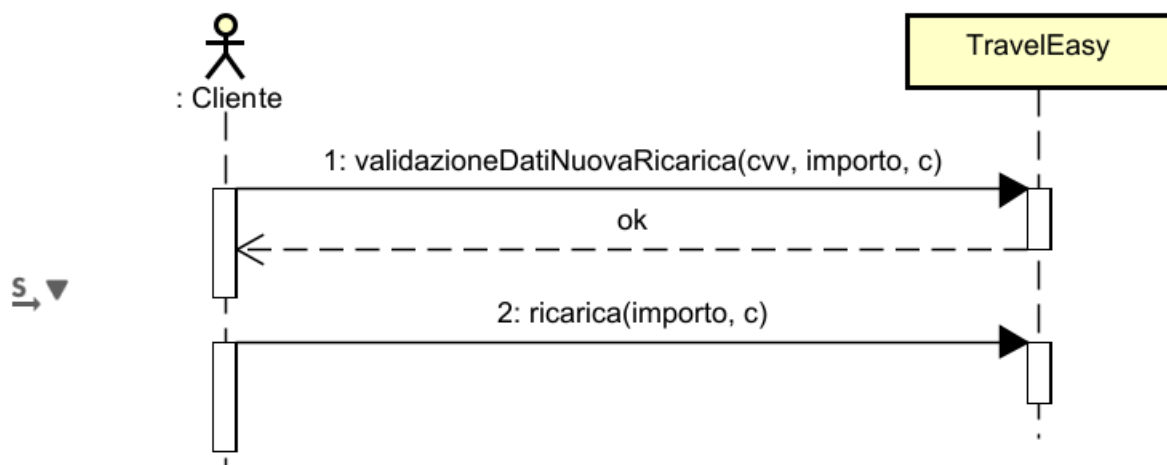 TravelEasy
: Cliente
1: validazioneDatiNuovaRicarica(cvv, importo, c)
ok
S
2: ricarica(importo, c)